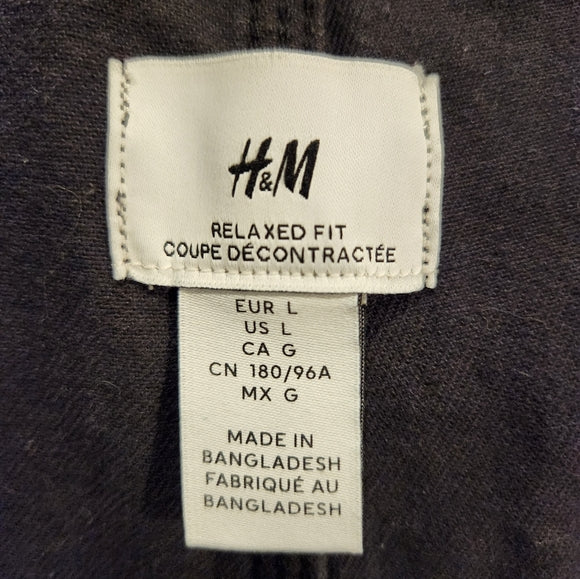 H&M
RELAXED FIT
COUPE DÉCONTRACTÉE
EUR L
US L
CA G
CN 180/96A
MX G
MADE IN
BANGLADESH
FABRIQUÉ AU
BANGLADESH